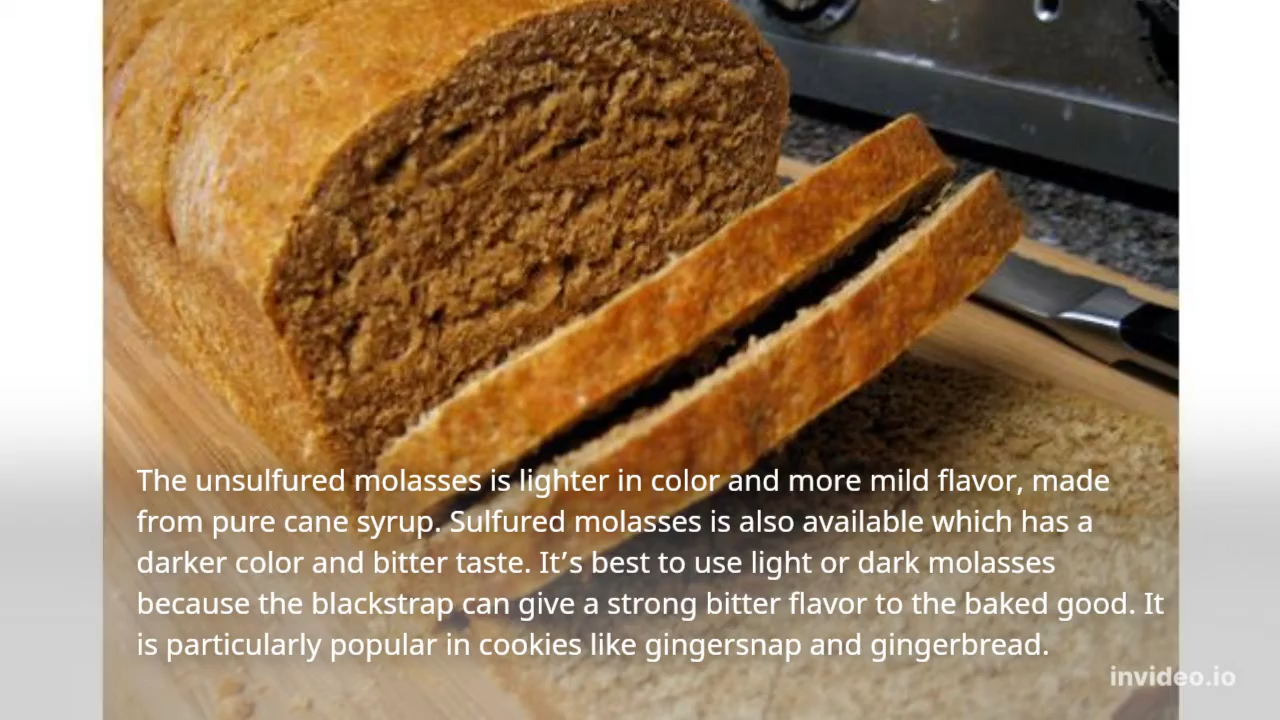 The unsulfured molasses is lighter in color and more mild flavor, made
from pure cane syrup. Sulfured molasses is also available which has a
darker color and bitter taste. It’s best to use light or dark molasses
because the blackstrap can give a strong bitter flavor to the baked good. It
is particularly popular in cookies like gingersnap and gingerbread.
invideo.io